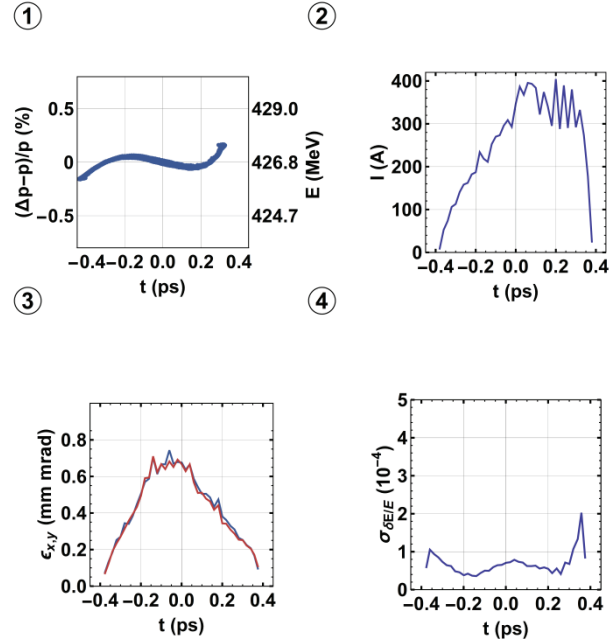 ① ②
(Δp−p)/p (%)
0.5
0
−0.5
429.0
426.8
424.7
E (MeV)
−0.4 −0.2 0.0 0.2 0.4
t (ps)
I (A)
400
300
200
100
0
−0.4 −0.2 0.0 0.2 0.4
t (ps)
③ ④
ϵx,y (mm mrad)
0.8
0.6
0.4
0.2
0.0
−0.4 −0.2 0.0 0.2 0.4
t (ps)
σδE/E (10⁻⁴)
5
4
3
2
1
0
−0.4 −0.2 0.0 0.2 0.4
t (ps)